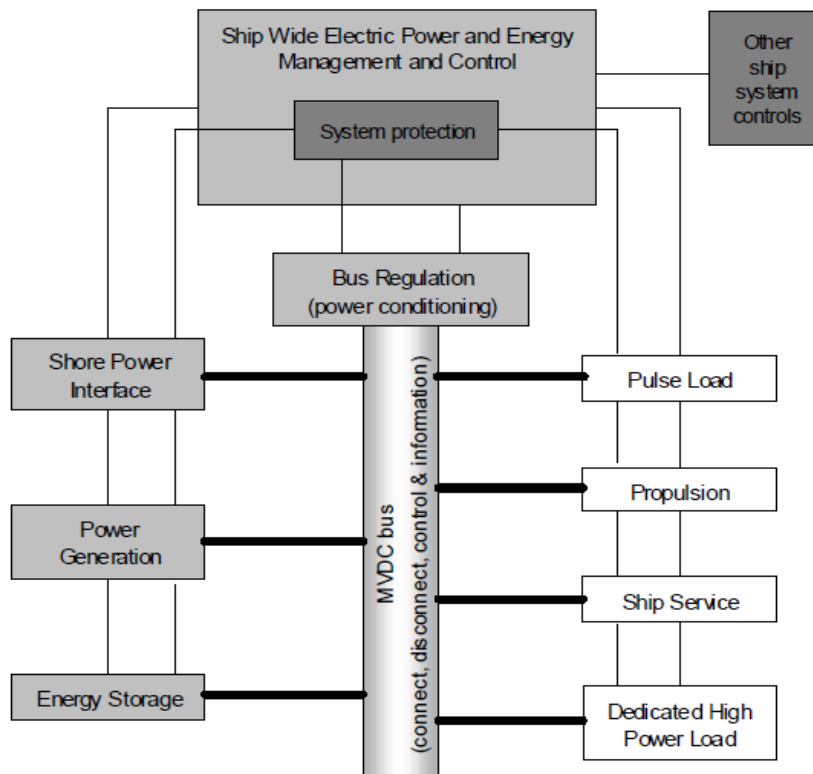 Ship Wide Electric Power and Energy
Management and Control
Other
ship
system
controls
System protection
Bus Regulation
(power conditioning)
Shore Power
Interface
Power
Generation
Energy Storage
MVDC bus
(connect, disconnect, control & information)
Pulse Load
Propulsion
Ship Service
Dedicated High
Power Load